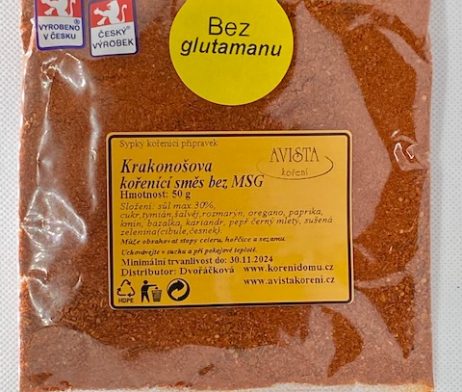 VYROBENO
V ČESKU
®
ČESKÝ
VÝROBEK
Bez
glutamanu
Sypký kořenící přípravek
AVISTA
koření
Krakonošova
kořenící směs bez MSG
Hmotnost: 50 g
Složení: sůl max 30%,
cukr,tymián,šalvěj,rozmaryn, oregano, paprika,
kmín, bazalka, kariandr, pepř černý mletý, sušená
zelenina(cibule,česnek).
Může obsahovat stopy celeru, hořčice a sezamu.
Uchovávejte v suchu a při pokojové teplotě.
Minimální trvanlivost do: 30.11.2024
Distributor: Dvořáčková www.korenidomu.cz
www.avistakoreni.cz
HDPE